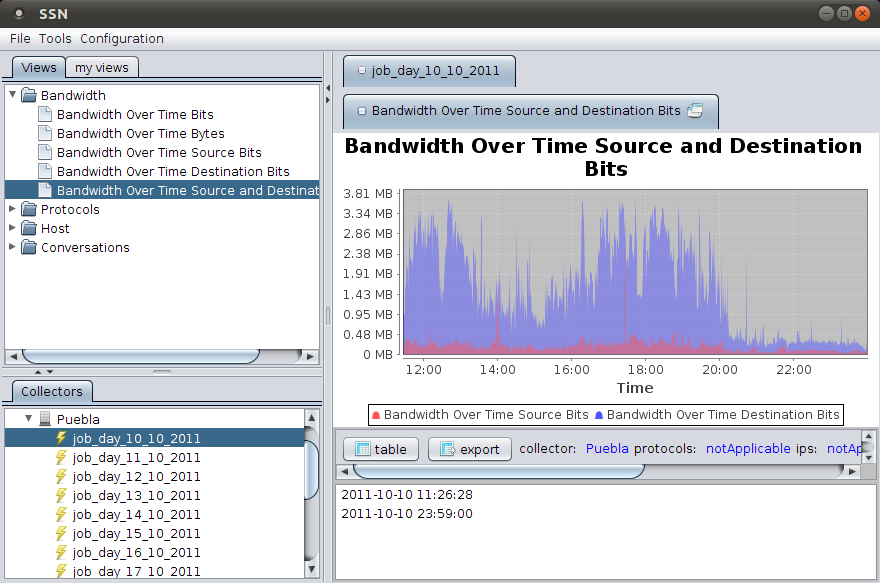 SSN
File Tools Configuration
Views my views
Bandwidth
Bandwidth Over Time Bits
Bandwidth Over Time Bytes
Bandwidth Over Time Source Bits
Bandwidth Over Time Destination Bits
Bandwidth Over Time Source and Destinat
Protocols
Host
Conversations
Collectors
Puebla
job_day_10_10_2011
job_day_11_10_2011
job_day_12_10_2011
job_day_13_10_2011
job_day_14_10_2011
job_day_15_10_2011
job_day_16_10_2011
job_day_17_10_2011
job_day_10_10_2011
Bandwidth Over Time Source and Destination Bits
Bandwidth Over Time Source and Destination
Bits
3.81 MB
3.34 MB
2.86 MB
2.38 MB
1.91 MB
1.43 MB
0.95 MB
0.48 MB
0 MB
12:00 14:00 16:00 18:00 20:00 22:00
Time
Bandwidth Over Time Source Bits Bandwidth Over Time Destination Bits
table export collector: Puebla protocols: notApplicable ips: notAp
2011-10-10 11:26:28
2011-10-10 23:59:00